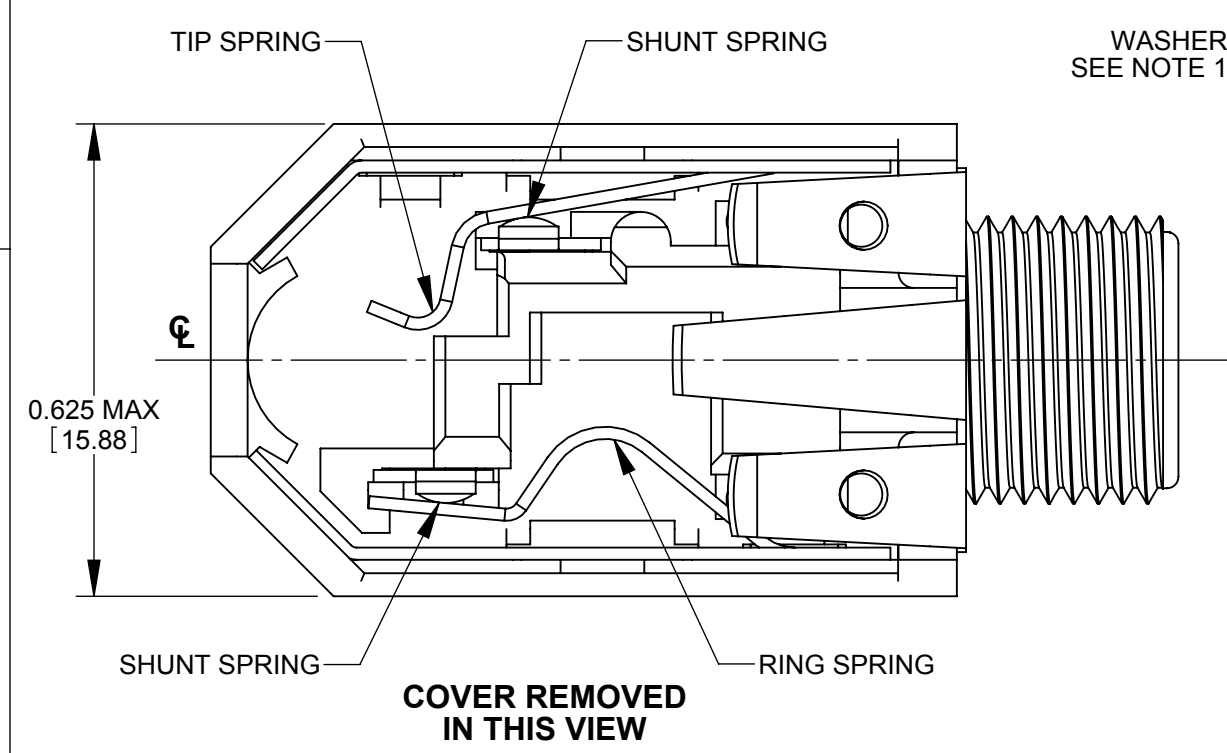 TIP SPRING
SHUNT SPRING
WASHER
SEE NOTE 1
℄
0.625 MAX
[15.88]
SHUNT SPRING
RING SPRING
COVER REMOVED
IN THIS VIEW